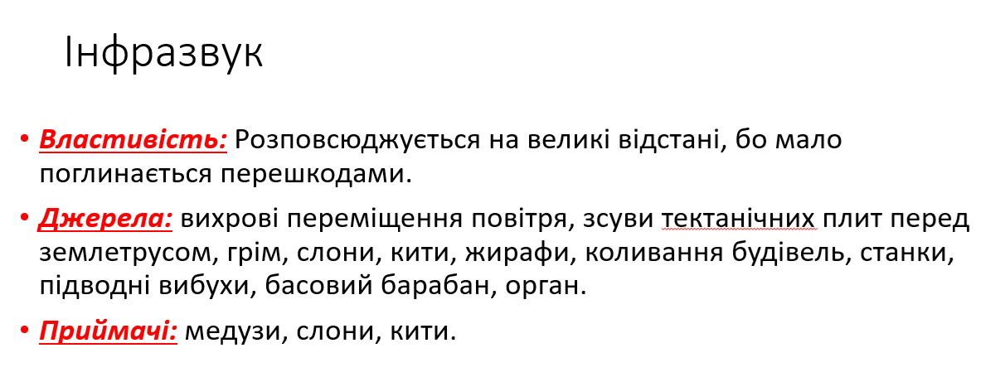 Інфразвук
• Властивість: Розповсюджується на великі відстані, бо мало
поглинається перешкодами.
• Джерела: вихрові переміщення повітря, зсуви тектанічних плит перед
землетрусом, грім, слони, кити, жирафи, коливання будівель, станки,
підводні вибухи, басовий барабан, орган.
• Приймачі: медузи, слони, кити.